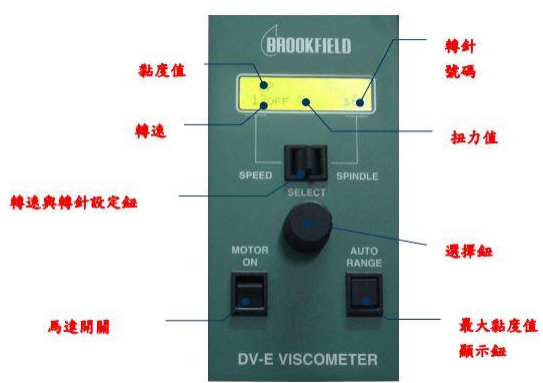 BROOKFIELD
轉針
號碼
黏度值
轉速
OFF
扭力值
SPEED
SPINDLE
SELECT
轉速與轉針設定鈕
MOTOR
ON
AUTO
RANGE
選擇鈕
馬達開關
最大黏度值
顯示鈕
DV-E VISCOMETER